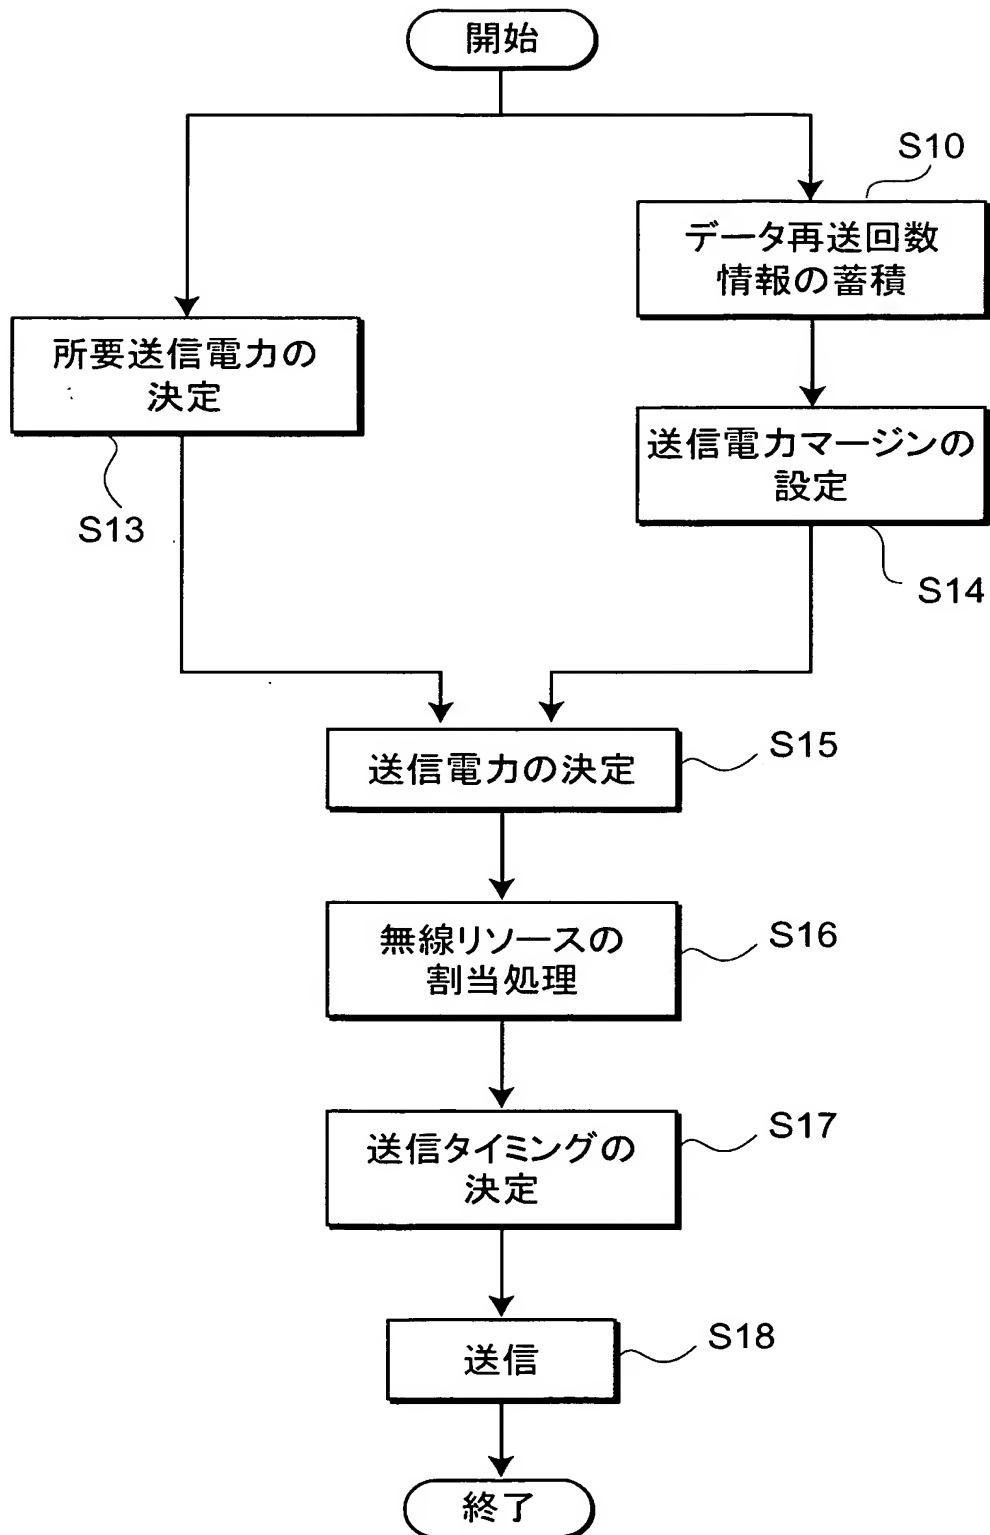 開始
S10
データ再送回数
情報の蓄積
所要送信電力の
決定
S13
送信電力マージンの
設定
S14
送信電力の決定
S15
無線リソースの
割当処理
S16
送信タイミングの
決定
S17
送信
S18
終了